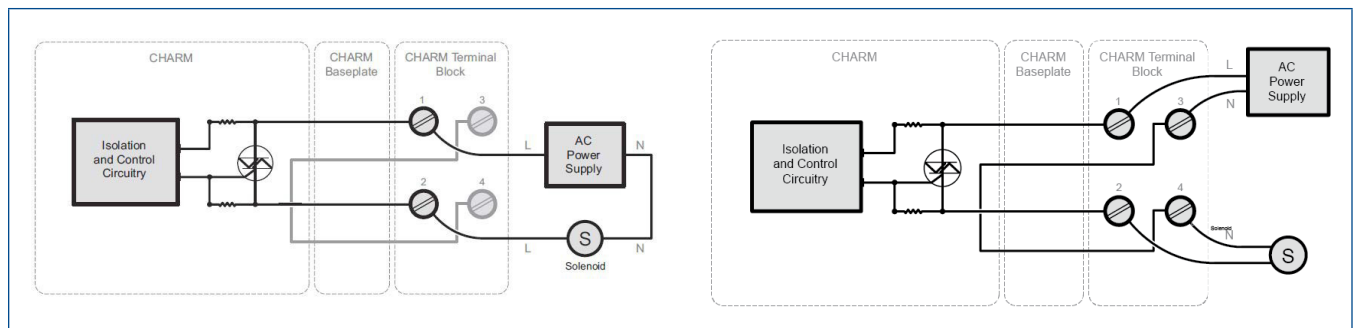 CHARM
CHARM
Baseplate
CHARM Terminal
Block
1
3
Isolation
and Control
Circuitry
L
AC
Power
Supply
N
2
4
L
S
N
Solenoid
CHARM
CHARM
Baseplate
CHARM Terminal
Block
L
AC
Power
Supply
N
1
3
Isolation
and Control
Circuitry
2
4
Solenoid
N
S